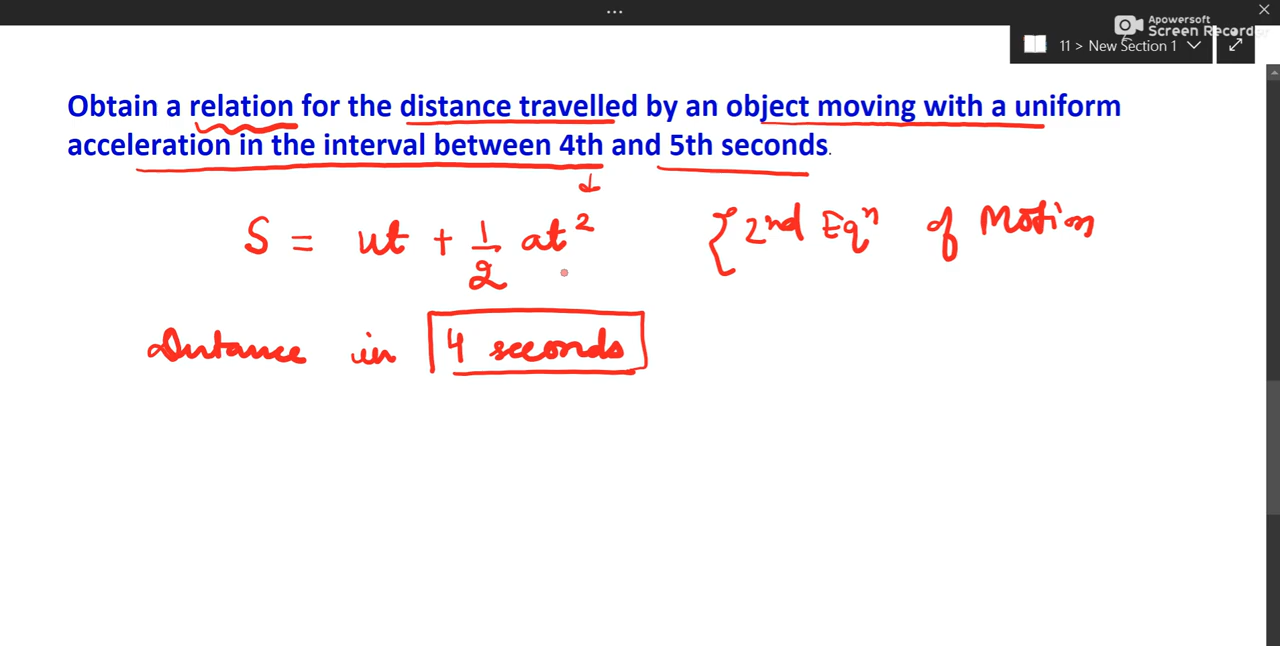 ...
Apowersoft
Screen Recorder
11 > New Section 1
Obtain a relation for the distance travelled by an object moving with a uniform
acceleration in the interval between 4th and 5th seconds.
S = ut + 1/2 at² { 2nd Eqⁿ of Motion
Distance in 4 seconds